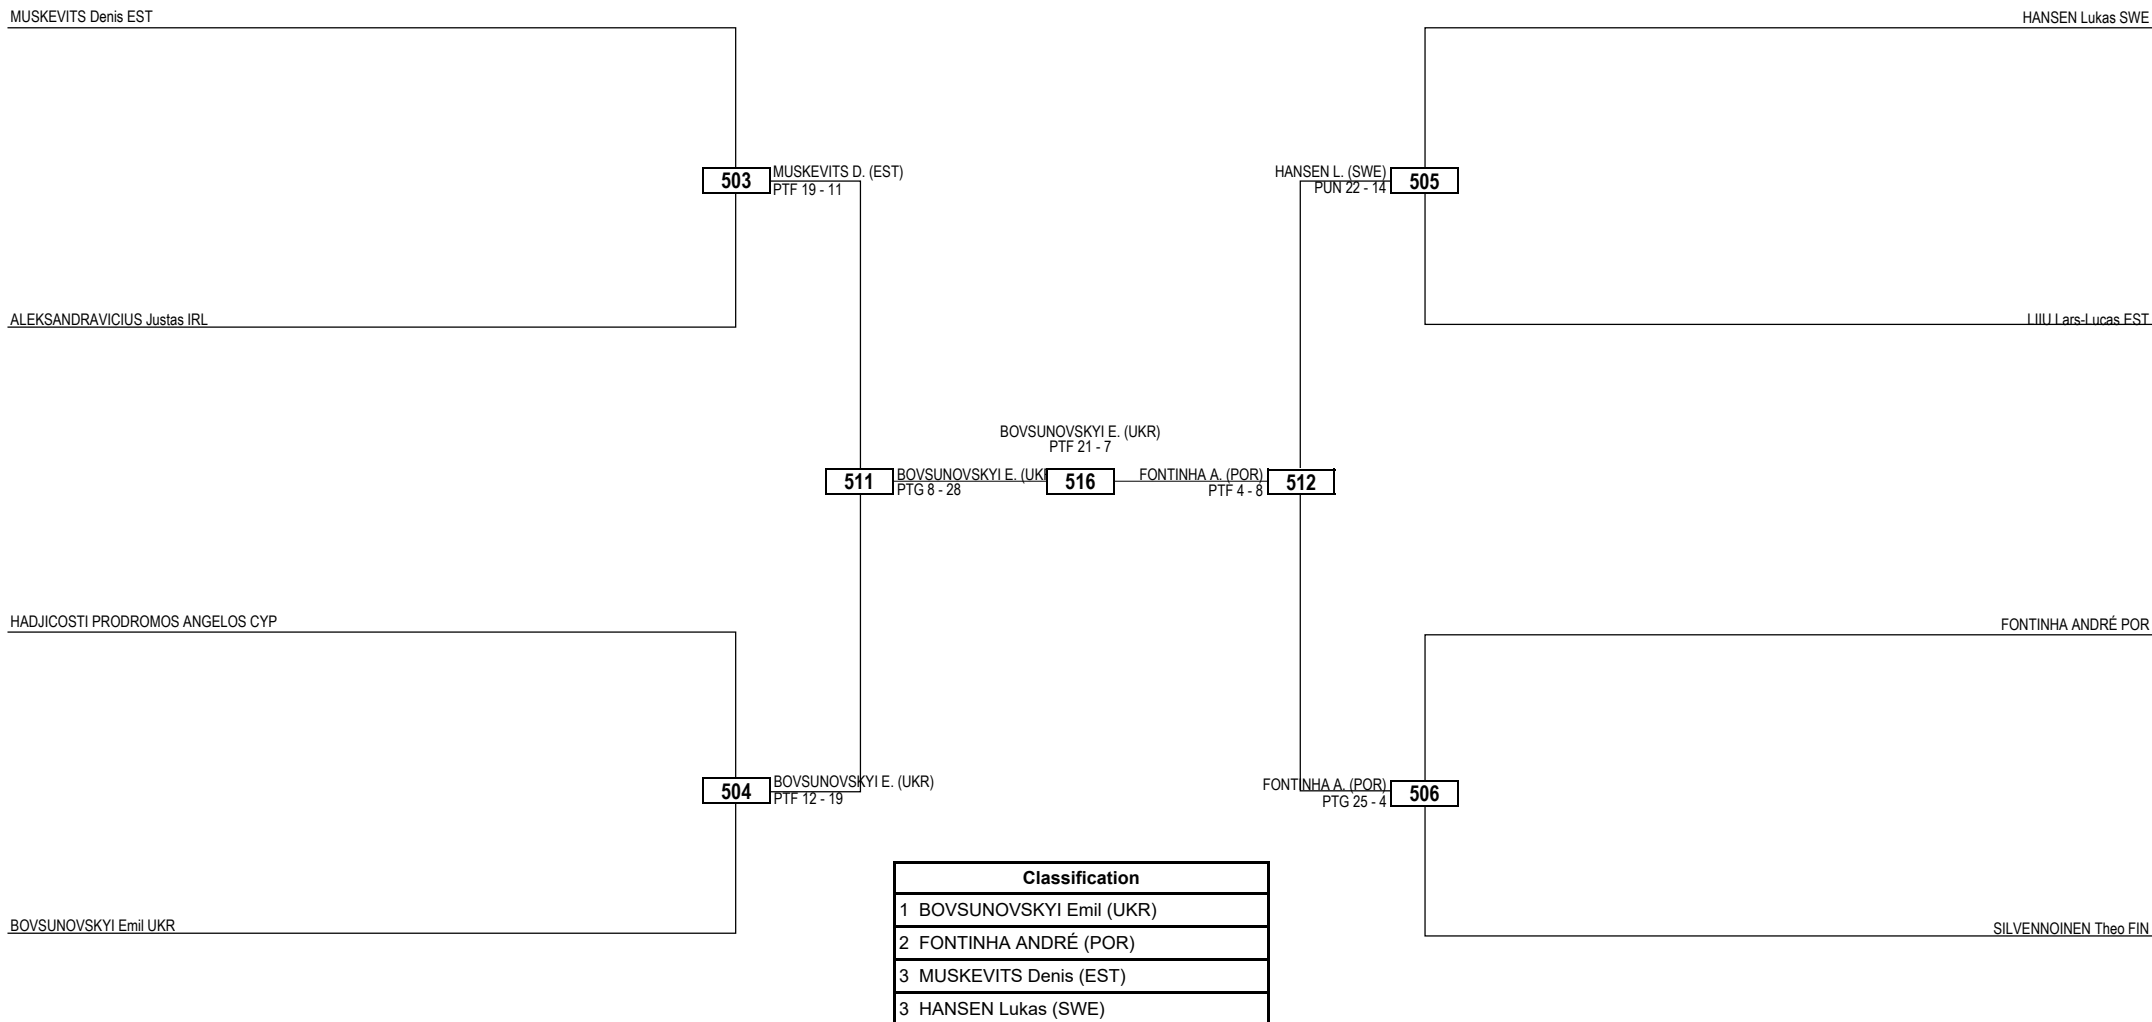 MUSKEVITS Denis EST
HANSEN Lukas SWE
503
MUSKEVITS D. (EST)
PTF 19 - 11
HANSEN L. (SWE)
PUN 22 - 14
505
ALEKSANDRAVICIUS Justas IRL
LIIU Lars-Lucas EST
BOVSUNOVSKYI E. (UKR)
PTF 21 - 7
511
BOVSUNOVSKYI E. (UKR
PTG 8 - 28
516
FONTINHA A. (POR)
PTF 4 - 8
512
HADJICOSTI PRODROMOS ANGELOS CYP
FONTINHA ANDRÉ POR
504
BOVSUNOVSKYI E. (UKR)
PTF 12 - 19
FONTINHA A. (POR)
PTG 25 - 4
506
BOVSUNOVSKYI Emil UKR
SILVENNOINEN Theo FIN
Classification
1 BOVSUNOVSKYI Emil (UKR)
2 FONTINHA ANDRÉ (POR)
3 MUSKEVITS Denis (EST)
3 HANSEN Lukas (SWE)